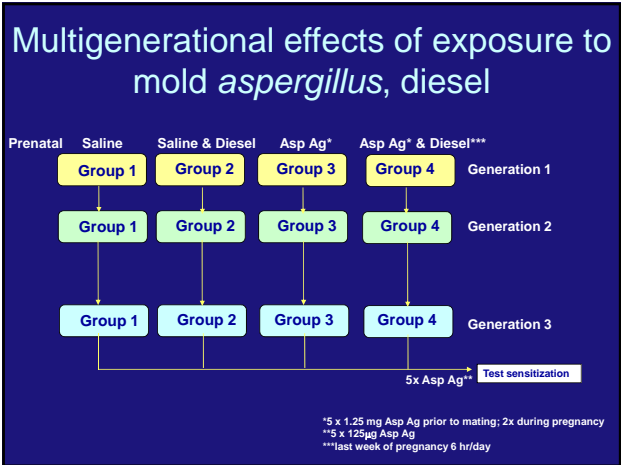 Multigenerational effects of exposure to
mold aspergillus, diesel
Prenatal Saline Saline & Diesel Asp Ag* Asp Ag* & Diesel***
Group 1 Group 2 Group 3 Group 4 Generation 1
Group 1 Group 2 Group 3 Group 4 Generation 2
Group 1 Group 2 Group 3 Group 4 Generation 3
5x Asp Ag** Test sensitization
*5 x 1.25 mg Asp Ag prior to mating; 2x during pregnancy
**5 x 125µg Asp Ag
***last week of pregnancy 6 hr/day